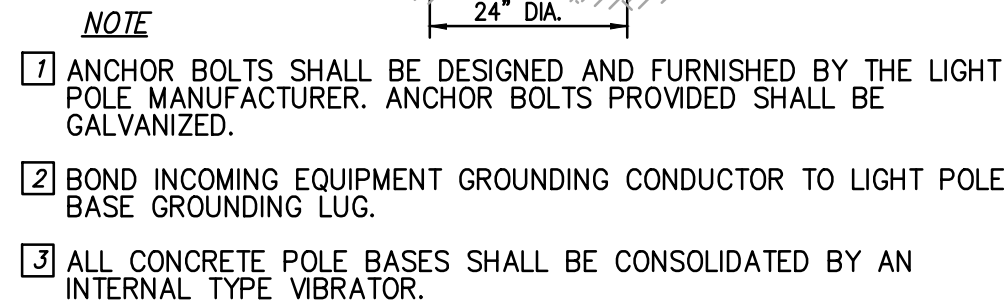 24" DIA.
NOTE
1 ANCHOR BOLTS SHALL BE DESIGNED AND FURNISHED BY THE LIGHT
POLE MANUFACTURER. ANCHOR BOLTS PROVIDED SHALL BE
GALVANIZED.
2 BOND INCOMING EQUIPMENT GROUNDING CONDUCTOR TO LIGHT POLE
BASE GROUNDING LUG.
3 ALL CONCRETE POLE BASES SHALL BE CONSOLIDATED BY AN
INTERNAL TYPE VIBRATOR.